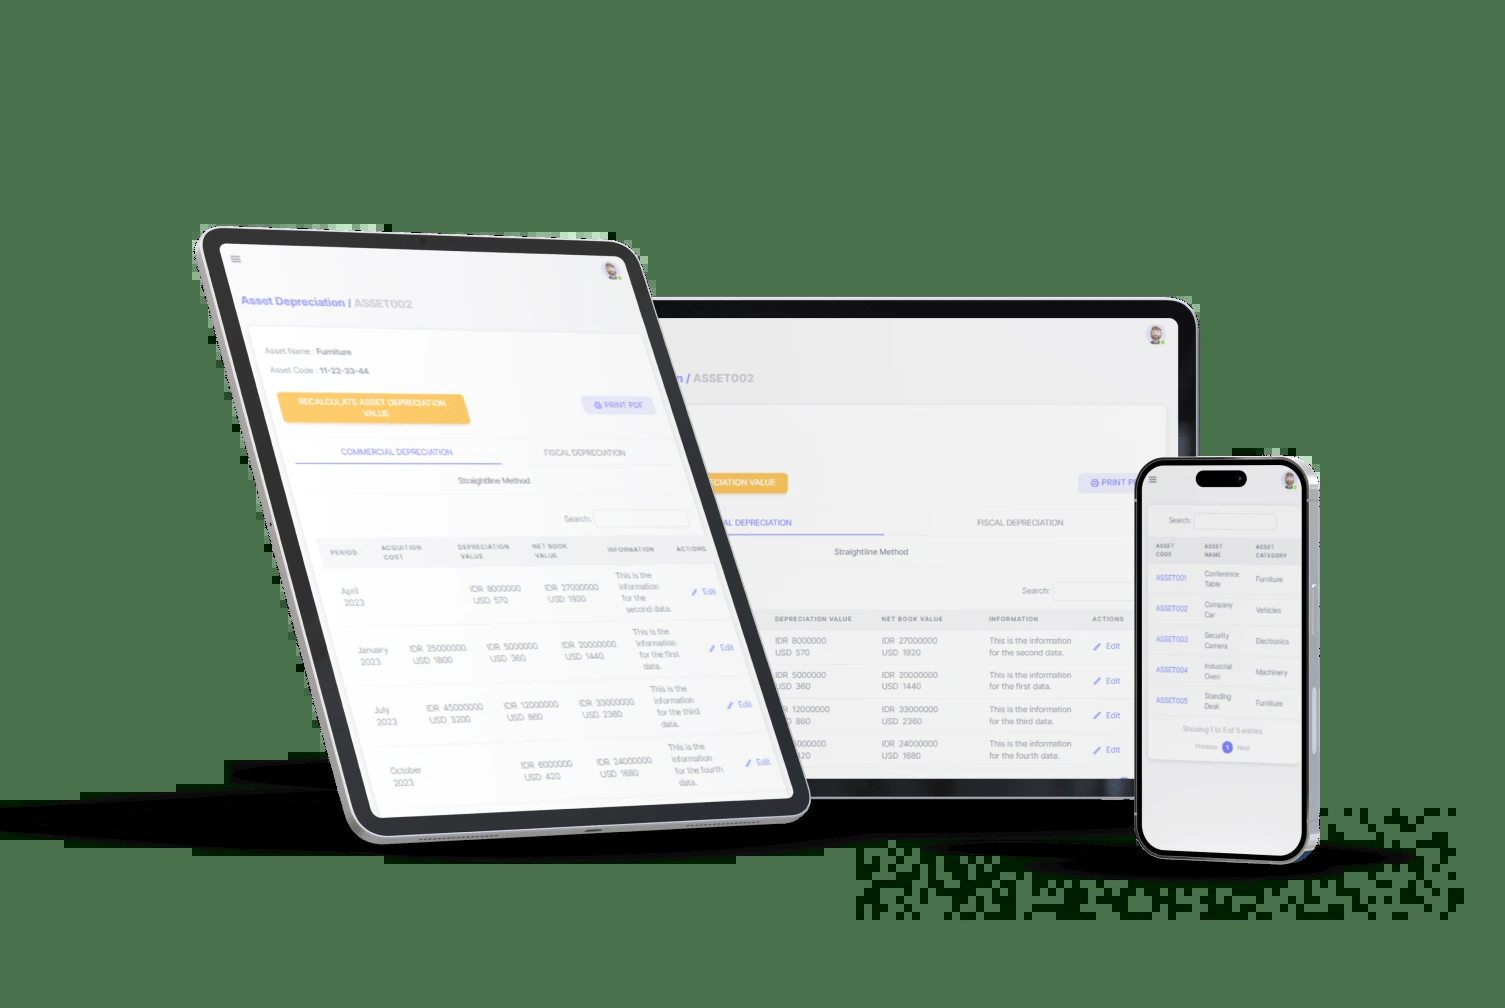 Asset Depreciation / ASSET002
Asset Name : Furniture
Asset Code : 11-22-33-44
RECALCULATE ASSET DEPRECIATION
VALUE
PRINT PDF
COMMERCIAL DEPRECIATION
FISCAL DEPRECIATION
Straightline Method
Search:
PERIOD
ACQUITION
COST
DEPRECIATION
VALUE
NET BOOK
VALUE
INFORMATION
ACTIONS
April
2023
IDR 8000000
USD 570
IDR 27000000
USD 1920
This is the
information
for the
second data.
Edit
January
2023
IDR 25000000
USD 1800
IDR 5000000
USD 360
IDR 20000000
USD 1440
This is the
information
for the first
data.
Edit
July
2023
IDR 45000000
USD 3200
IDR 12000000
USD 860
IDR 33000000
USD 2360
This is the
information
for the third
data.
Edit
October
2023
IDR 6000000
USD 420
IDR 24000000
USD 1680
This is the
information
for the fourth
data.
Edit
/ ASSET002
CIATION VALUE
PRINT P
AL DEPRECIATION
FISCAL DEPRECIATION
Straightline Method
Search:
DEPRECIATION VALUE
NET BOOK VALUE
INFORMATION
ACTIONS
IDR 8000000
USD 570
IDR 27000000
USD 1920
This is the information
for the second data.
Edit
IDR 5000000
USD 360
IDR 20000000
USD 1440
This is the information
for the first data.
Edit
12000000
860
IDR 33000000
USD 2360
This is the information
for the third data.
Edit
000000
420
IDR 24000000
USD 1680
This is the information
for the fourth data.
Edit
Search:
ASSET
CODE
ASSET
NAME
ASSET
CATEGORY
ASSET001
Conference
Table
Furniture
ASSET002
Company
Car
Vehicles
ASSET003
Security
Camera
Electronics
ASSET004
Industrial
Oven
Machinery
ASSET005
Standing
Desk
Furniture
Showing 1 to 5 of 5 entries
Previous 1 Next